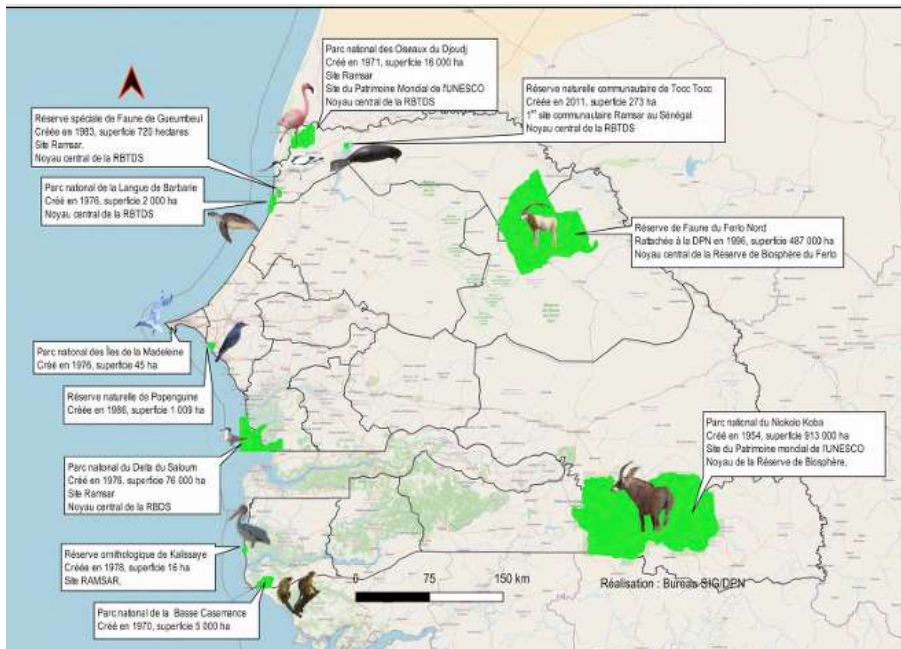 Parc national des Oiseaux du Djoudj
Créé en 1971, superficie 16 000 ha
Site Ramsar
Site du Patrimoine Mondial de l'UNESCO
Noyau central de la RBTDS
Réserve naturelle communautaire de Tocc Tocc
Créée en 2011, superficie 273 ha
1er site communautaire Ramsar au Sénégal
Noyau central de la RBTDS
Réserve spéciale de Faune de Gueumbeul
Créée en 1983, superficie 720 hectares
Site Ramsar.
Noyau central de la RBTDS
Parc national de la Langue de Barbarie
Créé en 1976, superficie 2 000 ha
Noyau central de la RBTDS
Réserve de Faune du Ferlo Nord
Rattachée à la DPN en 1996, superficie 487 000 ha
Noyau central de la Réserve de Biosphère du Ferlo
Parc national des Îles de la Madeleine
Créé en 1976, superficie 45 ha
Réserve naturelle de Popenguine
Créée en 1986, superficie 1 009 ha
Parc national du Niokolo Koba
Créé en 1954, superficie 913 000 ha
Site du Patrimoine mondial de l'UNESCO
Noyau de la Réserve de Biosphère,
Parc national du Delta du Saloum
Créé en 1976, superficie 76 000 ha
Site Ramsar
Noyau central de la RBDS
Réserve ornithologique de Kalissaye
Créée en 1978, superficie 16 ha
Site RAMSAR,
Parc national de la Basse Casamance
Créé en 1970, superficie 5 000 ha
0 75 150 km
Réalisation : Bureau SIG/DPN